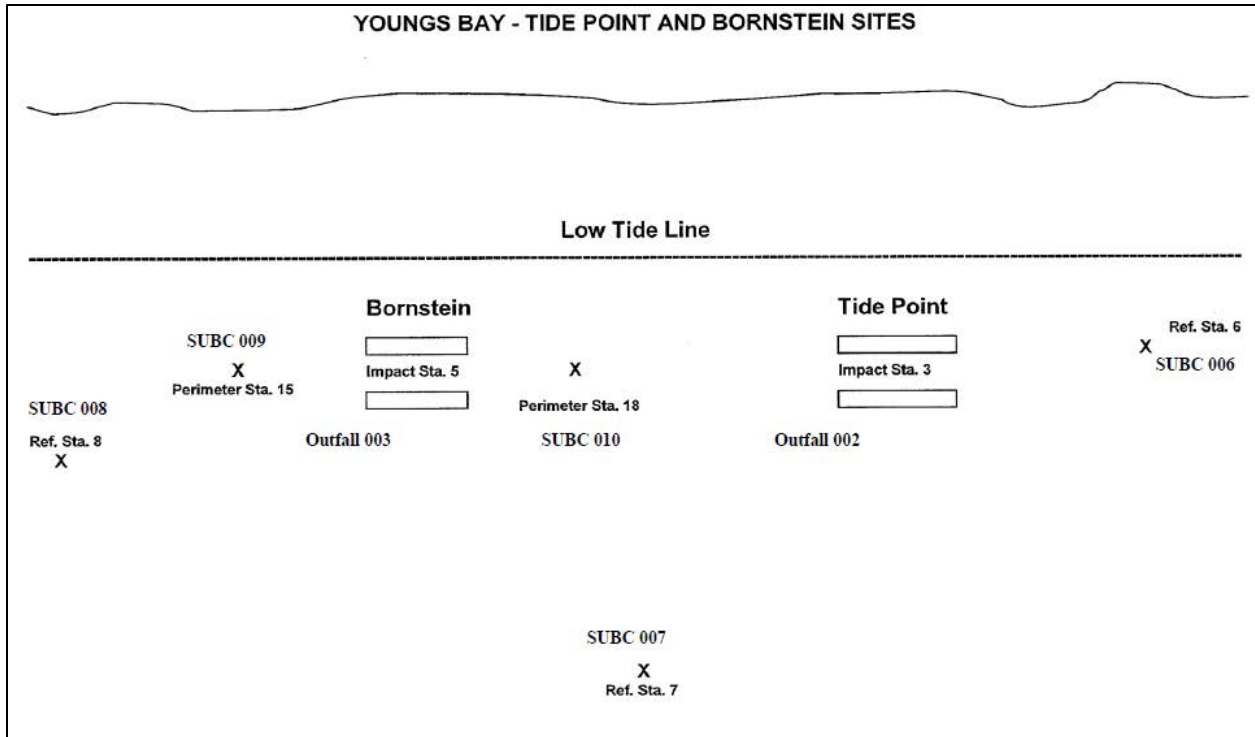 YOUNGS BAY - TIDE POINT AND BORNSTEIN SITES
Low Tide Line
Bornstein
Tide Point
Ref. Sta. 6
X
SUBC 006
SUBC 009
X
Perimeter Sta. 15
Impact Sta. 5
X
Perimeter Sta. 18
Impact Sta. 3
SUBC 008
Ref. Sta. 8
X
Outfall 003
SUBC 010
Outfall 002
SUBC 007
X
Ref. Sta. 7